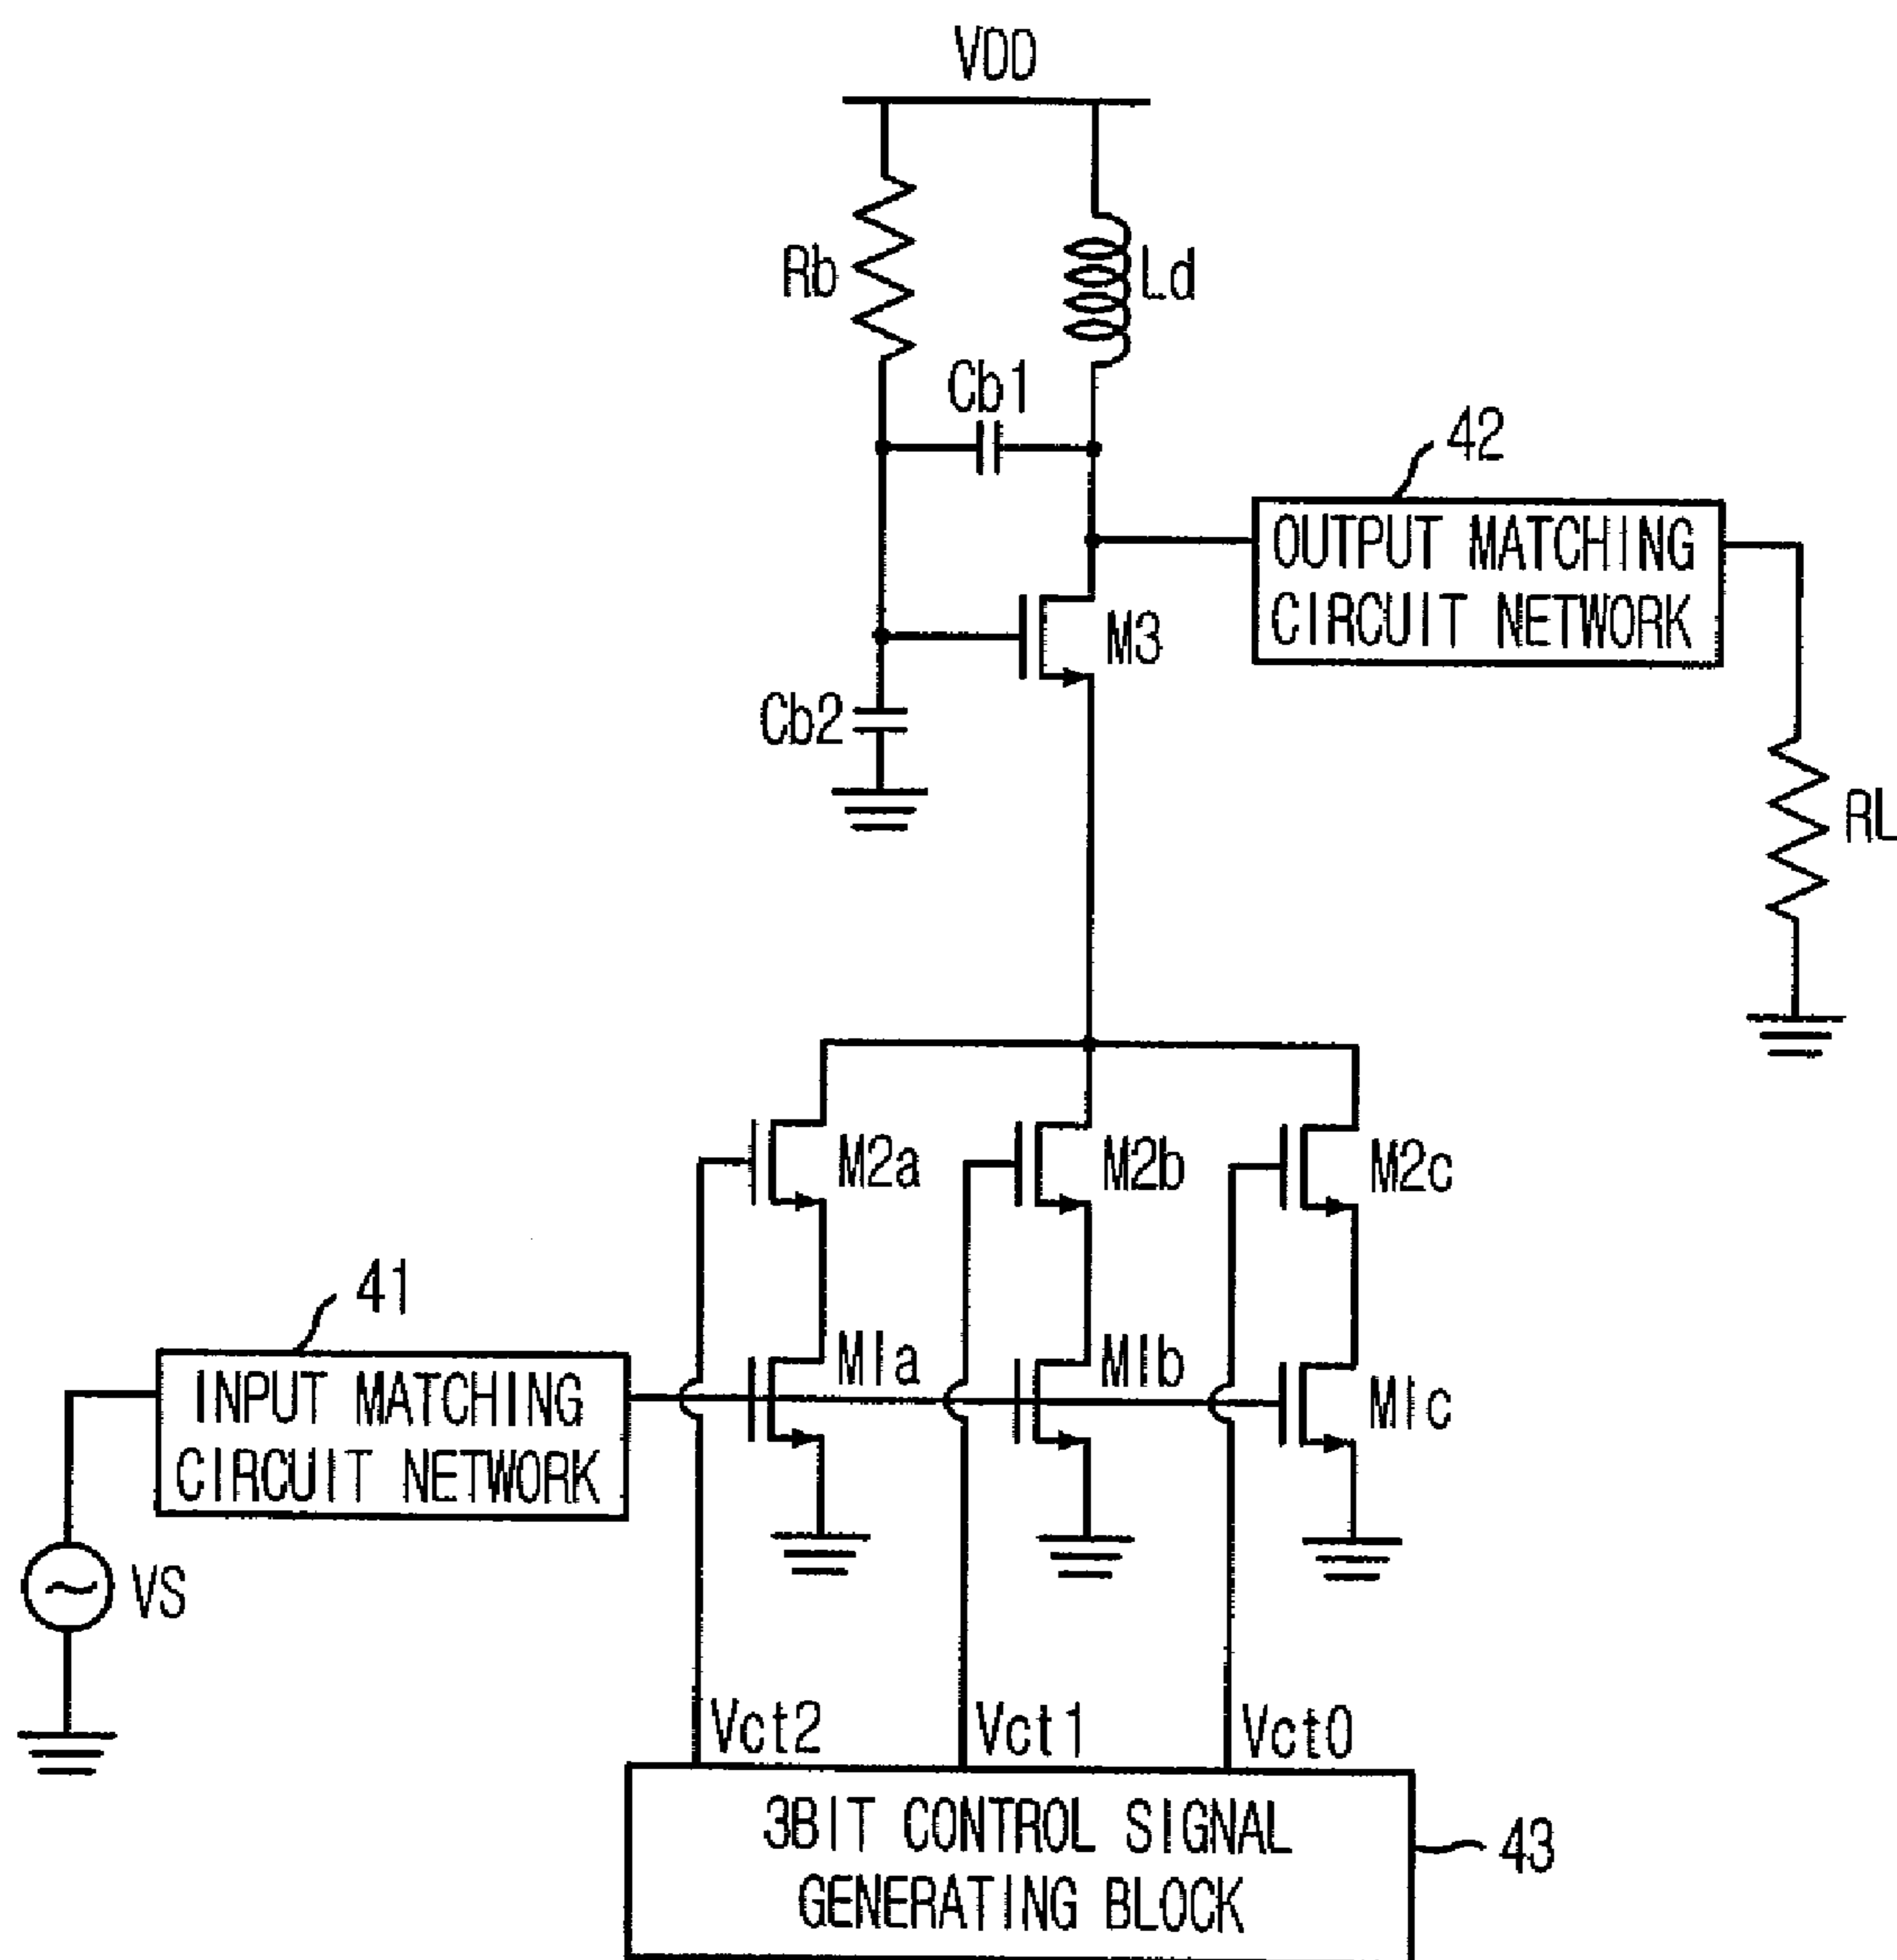 VDD
Rb
Ld
Cb1
42
OUTPUT MATCHING
CIRCUIT NETWORK
M3
Cb2
RL
M2a
M2b
M2c
41
INPUT MATCHING
CIRCUIT NETWORK
M1a
M1b
M1c
VS
Vct2
Vct1
Vct0
3BIT CONTROL SIGNAL
GENERATING BLOCK
43